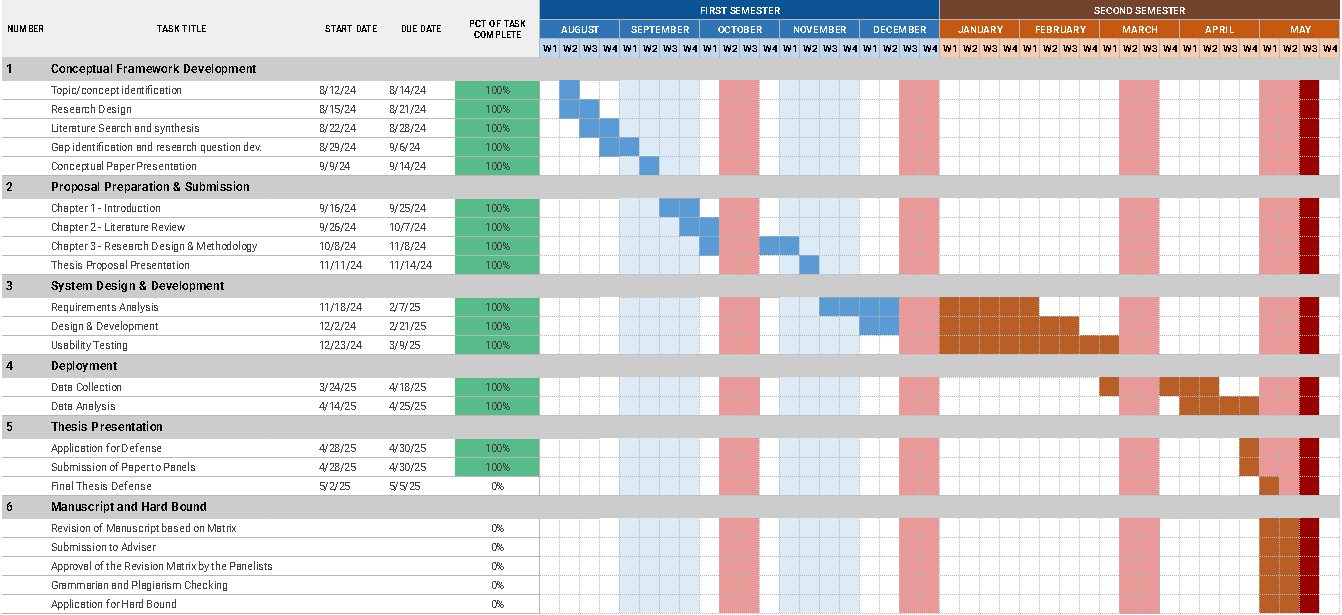 FIRST SEMESTER SECOND SEMESTER
NUMBER TASK TITLE START DATE DUE DATE PCT OF TASK COMPLETE
AUGUST SEPTEMBER OCTOBER NOVEMBER DECEMBER JANUARY FEBRUARY MARCH APRIL MAY
W1 W2 W3 W4 W1 W2 W3 W4 W1 W2 W3 W4 W1 W2 W3 W4 W1 W2 W3 W4 W1 W2 W3 W4 W1 W2 W3 W4 W1 W2 W3 W4 W1 W2 W3 W4 W1 W2 W3 W4
1 Conceptual Framework Development
Topic/concept identification 8/12/24 8/14/24 100%
Research Design 8/15/24 8/21/24 100%
Literature Search and synthesis 8/22/24 8/28/24 100%
Gap identification and research question dev. 8/29/24 9/6/24 100%
Conceptual Paper Presentation 9/9/24 9/14/24 100%
2 Proposal Preparation & Submission
Chapter 1 - Introduction 9/16/24 9/25/24 100%
Chapter 2 - Literature Review 9/26/24 10/7/24 100%
Chapter 3 - Research Design & Methodology 10/8/24 11/8/24 100%
Thesis Proposal Presentation 11/11/24 11/14/24 100%
3 System Design & Development
Requirements Analysis 11/18/24 2/7/25 100%
Design & Development 12/2/24 2/21/25 100%
Usability Testing 12/23/24 3/9/25 100%
4 Deployment
Data Collection 3/24/25 4/18/25 100%
Data Analysis 4/14/25 4/25/25 100%
5 Thesis Presentation
Application for Defense 4/28/25 4/30/25 100%
Submission of Paper to Panels 4/28/25 4/30/25 100%
Final Thesis Defense 5/2/25 5/5/25 0%
6 Manuscript and Hard Bound
Revision of Manuscript based on Matrix 0%
Submission to Adviser 0%
Approval of the Revision Matrix by the Panelists 0%
Grammarian and Plagiarism Checking 0%
Application for Hard Bound 0%